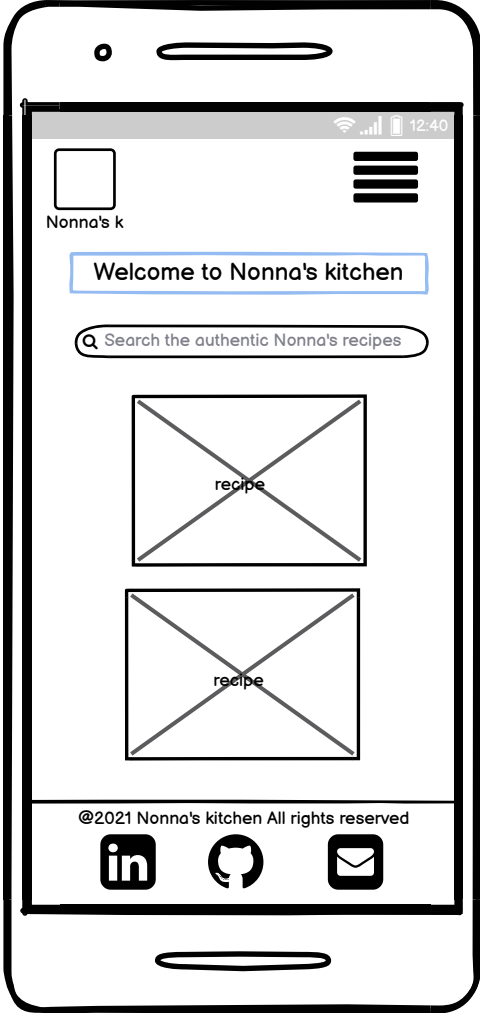 12:40
Nonna's k
Welcome to Nonna's kitchen
Search the authentic Nonna's recipes
recipe
recipe
@2021 Nonna's kitchen All rights reserved
in